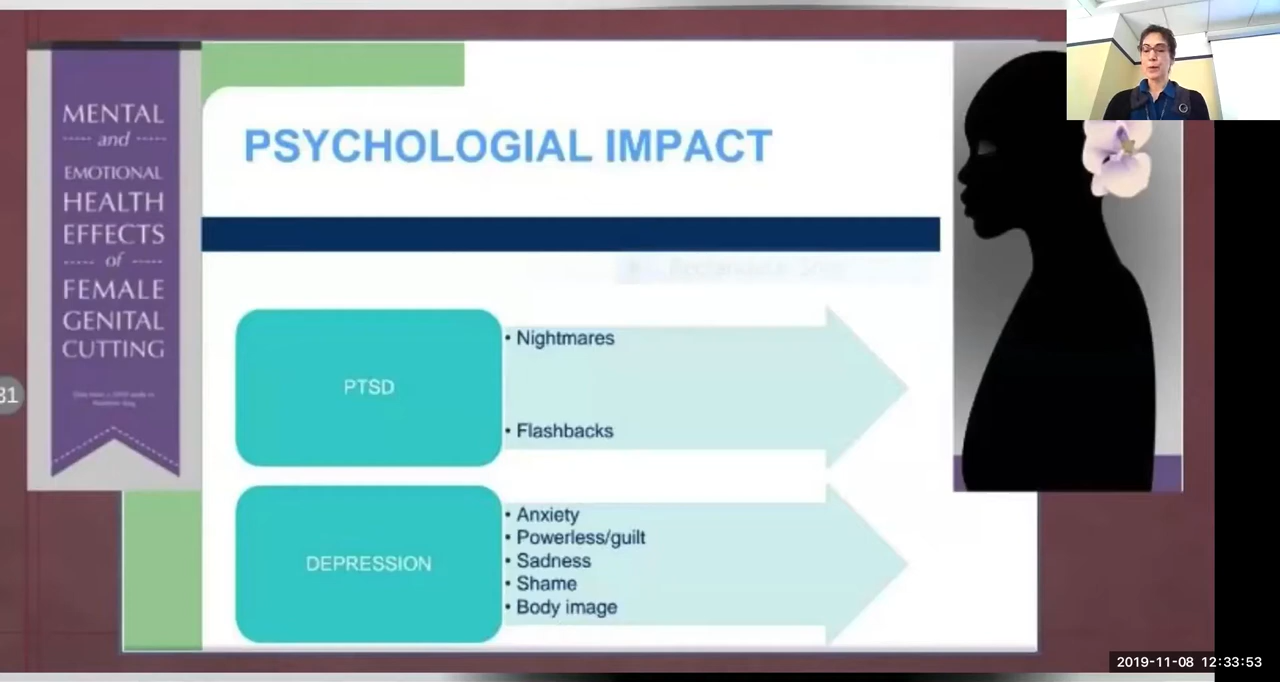 MENTAL
and
EMOTIONAL
HEALTH
EFFECTS
of
FEMALE
GENITAL
CUTTING
PSYCHOLOGIAL IMPACT
PTSD
• Nightmares
• Flashbacks
DEPRESSION
• Anxiety
• Powerless/guilt
• Sadness
• Shame
• Body image
31
2019-11-08 12:33:53